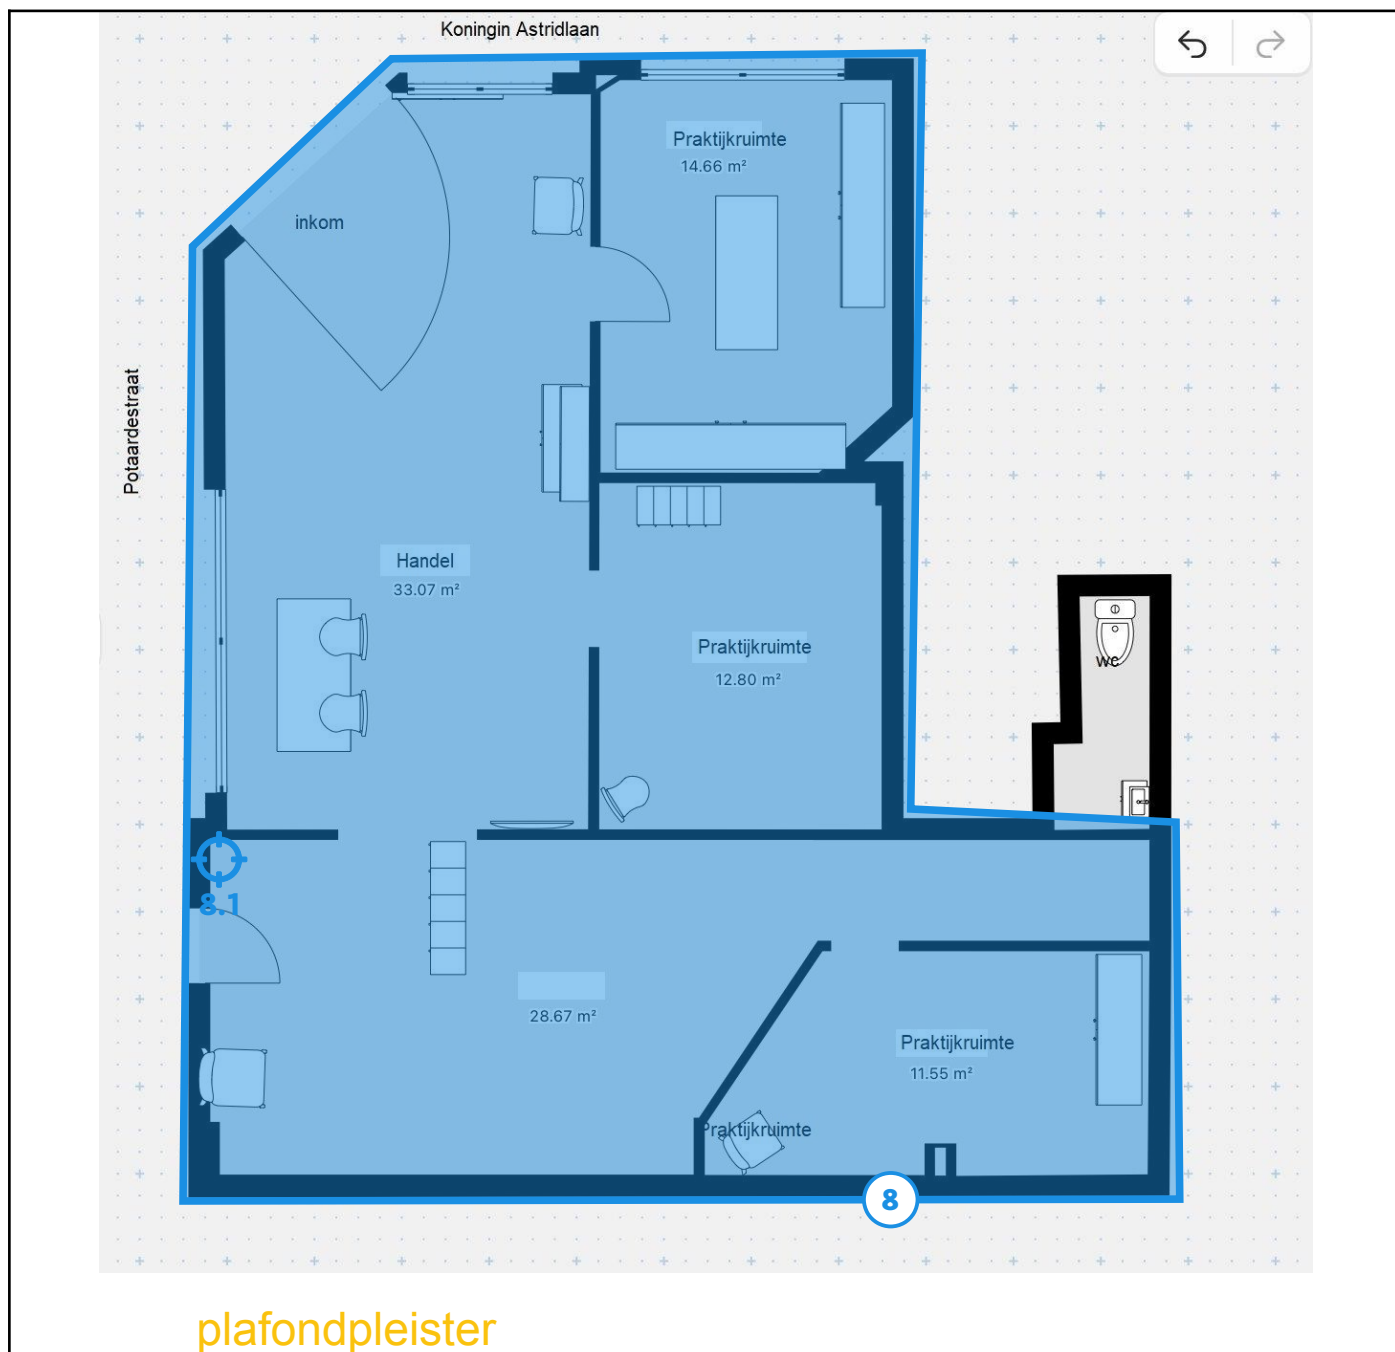 Koningin Astridlaan
Praktijkruimte
14.66 m²
inkom
Potaardestraat
Handel
33.07 m²
Praktijkruimte
12.80 m²
wc
8.1
28.67 m²
Praktijkruimte
11.55 m²
Praktijkruimte
8
plafondpleister